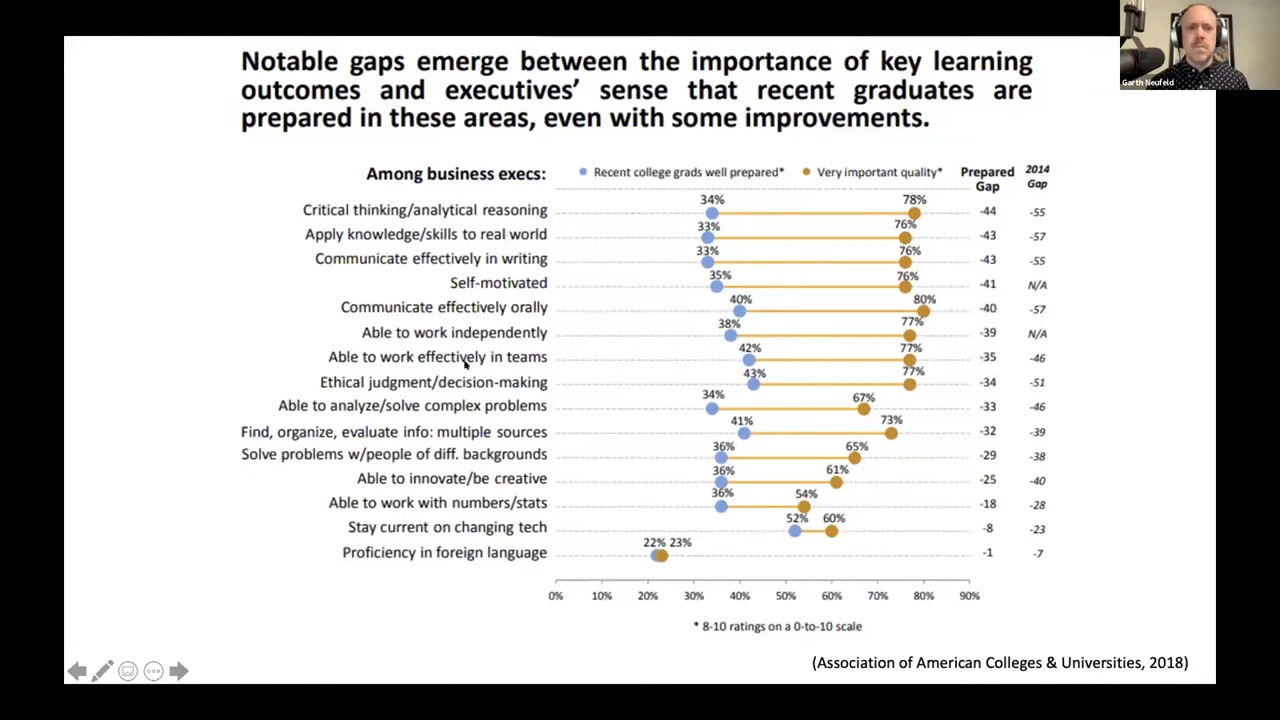 Garth Neufeld
Notable gaps emerge between the importance of key learning
outcomes and executives' sense that recent graduates are
prepared in these areas, even with some improvements.
Among business execs: Recent college grads well prepared* Very important quality* Prepared Gap 2014 Gap
Critical thinking/analytical reasoning 34% 78% -44 -55
Apply knowledge/skills to real world 33% 76% -43 -57
Communicate effectively in writing 33% 76% -43 -55
Self-motivated 35% 76% -41 N/A
Communicate effectively orally 40% 80% -40 -57
Able to work independently 38% 77% -39 N/A
Able to work effectively in teams 42% 77% -35 -46
Ethical judgment/decision-making 43% 77% -34 -51
Able to analyze/solve complex problems 34% 67% -33 -46
Find, organize, evaluate info: multiple sources 41% 73% -32 -39
Solve problems w/people of diff. backgrounds 36% 65% -29 -38
Able to innovate/be creative 36% 61% -25 -40
Able to work with numbers/stats 36% 54% -18 -28
Stay current on changing tech 52% 60% -8 -23
Proficiency in foreign language 22% 23% -1 -7
0% 10% 20% 30% 40% 50% 60% 70% 80% 90%
* 8-10 ratings on a 0-to-10 scale
(Association of American Colleges & Universities, 2018)